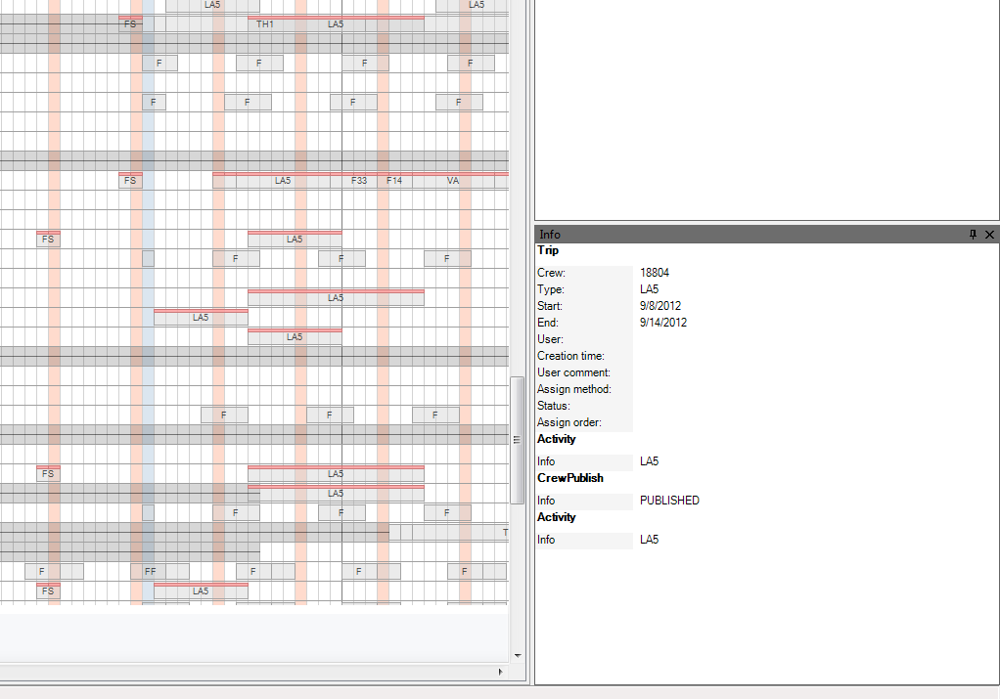 LA5 LA5
FS TH1 LA5
F F F F
F F F F
FS LA5 F33 F14 VA
FS LA5
F F F
LA5
LA5
LA5
F F F
FS LA5
LA5
F F F
T
F FF F F F
FS LA5
Info
Trip
Crew: 18804
Type: LA5
Start: 9/8/2012
End: 9/14/2012
User:
Creation time:
User comment:
Assign method:
Status:
Assign order:
Activity
Info LA5
CrewPublish
Info PUBLISHED
Activity
Info LA5